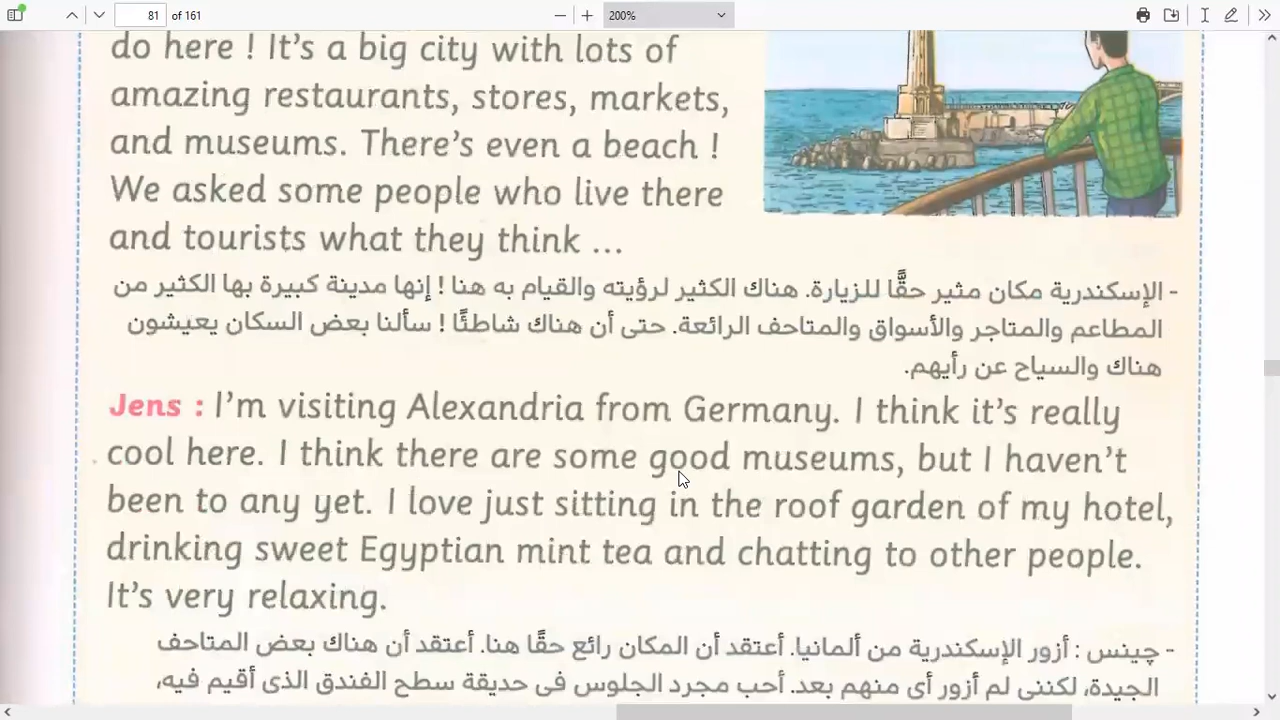 81 of 161
200%
do here ! It's a big city with lots of
amazing restaurants, stores, markets,
and museums. There's even a beach !
We asked some people who live there
and tourists what they think ...
- الإسكندرية مكان مثير حقًّا للزيارة. هناك الكثير لرؤيته والقيام به هنا ! إنها مدينة كبيرة بها الكثير من
المطاعم والمتاجر والأسواق والمتاحف الرائعة. حتى أن هناك شاطئًا ! سألنا بعض السكان يعيشون
هناك والسياح عن رأيهم.
Jens : I'm visiting Alexandria from Germany. I think it's really
cool here. I think there are some good museums, but I haven't
been to any yet. I love just sitting in the roof garden of my hotel,
drinking sweet Egyptian mint tea and chatting to other people.
It's very relaxing.
- چينس : أزور الإسكندرية من ألمانيا. أعتقد أن المكان رائع حقًا هنا. أعتقد أن هناك بعض المتاحف
الجيدة، لكننى لم أزور أى منهم بعد. أحب مجرد الجلوس فى حديقة سطح الفندق الذى أقيم فيه،